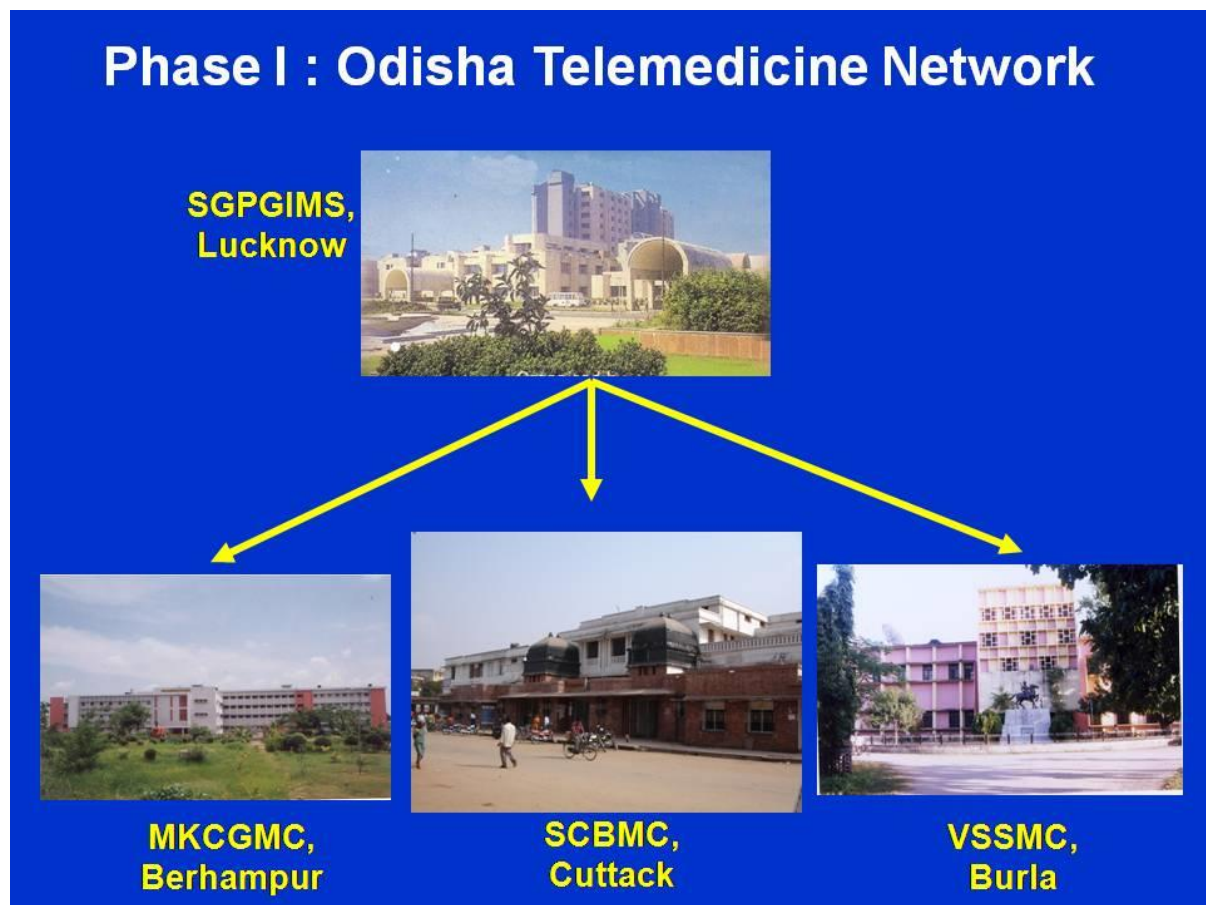 Phase I : Odisha Telemedicine Network
SGPGIMS,
Lucknow
MKCGMC,
Berhampur
SCBMC,
Cuttack
VSSMC,
Burla